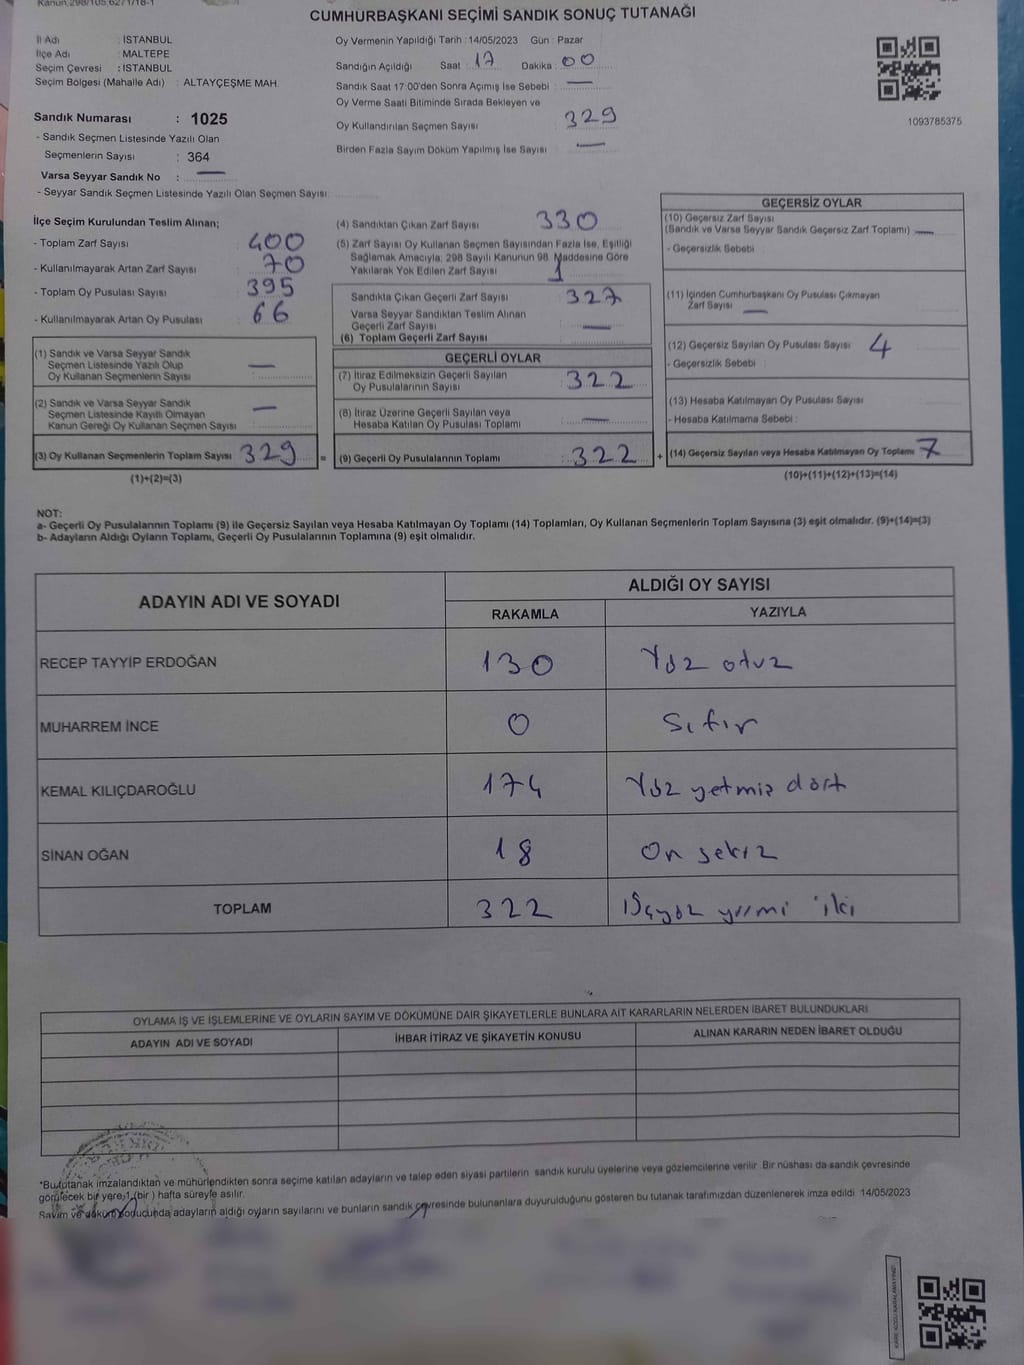 CUMHURBAŞKANI SEÇİMİ SANDIK SONUÇ TUTANAĞI
İl Adı : İSTANBUL
İlçe Adı : MALTEPE
Seçim Çevresi : İSTANBUL
Seçim Bölgesi (Mahalle Adı) : ALTAYÇEŞME MAH.
Sandık Numarası : 1025
- Sandık Seçmen Listesinde Yazılı Olan
Seçmenlerin Sayısı : 364
Varsa Seyyar Sandık No : —
- Seyyar Sandık Seçmen Listesinde Yazılı Olan Seçmen Sayısı:
Oy Vermenin Yapıldığı Tarih : 14/05/2023 Gün : Pazar
Sandığın Açıldığı Saat : 17 Dakika : 00
Sandık Saat 17:00'den Sonra Açımış İse Sebebi : —
Oy Verme Saati Bitiminde Sırada Bekleyen ve
Oy Kullandırılan Seçmen Sayısı : 329
Birden Fazla Sayım Döküm Yapılmış İse Sayısı : —
1093785375
İlçe Seçim Kurulundan Teslim Alınan;
- Toplam Zarf Sayısı : 400
- Kullanılmayarak Artan Zarf Sayısı : 70
- Toplam Oy Pusulası Sayısı : 395
- Kullanılmayarak Artan Oy Pusulası : 66
(1) Sandık ve Varsa Seyyar Sandık
Seçmen Listesinde Yazılı Olup
Oy Kullanan Seçmenlerin Sayısı : —
(2) Sandık ve Varsa Seyyar Sandık
Seçmen Listesinde Kayıtlı Olmayan
Kanun Gereği Oy Kullanan Seçmen Sayısı : —
(3) Oy Kullanan Seçmenlerin Toplam Sayısı : 329 =
(1)+(2)=(3)
(4) Sandıktan Çıkan Zarf Sayısı 330
(5) Zarf Sayısı Oy Kullanan Seçmen Sayısından Fazla İse, Eşitliği
Sağlamak Amacıyla; 298 Sayılı Kanunun 98. Maddesine Göre
Yakılarak Yok Edilen Zarf Sayısı 1
Sandıkta Çıkan Geçerli Zarf Sayısı : 327
Varsa Seyyar Sandıktan Teslim Alınan
Geçerli Zarf Sayısı : —
(6) Toplam Geçerli Zarf Sayısı :
GEÇERLİ OYLAR
(7) İtiraz Edilmeksizin Geçerli Sayılan
Oy Pusulalarının Sayısı : 322
(8) İtiraz Üzerine Geçerli Sayılan veya
Hesaba Katılan Oy Pusulası Toplamı : —
(9) Geçerli Oy Pusulalarının Toplamı : 322 +
GEÇERSİZ OYLAR
(10) Geçersiz Zarf Sayısı
(Sandık ve Varsa Seyyar Sandık Geçersiz Zarf Toplamı) —
- Geçersizlik Sebebi :
(11) İçinden Cumhurbaşkanı Oy Pusulası Çıkmayan
Zarf Sayısı : —
(12) Geçersiz Sayılan Oy Pusulası Sayısı : 4
- Geçersizlik Sebebi :
(13) Hesaba Katılmayan Oy Pusulası Sayısı
- Hesaba Katılmama Sebebi :
(14) Geçersiz Sayılan veya Hesaba Katılmayan Oy Toplamı : 7
(10)+(11)+(12)+(13)=(14)
NOT:
a- Geçerli Oy Pusulalarının Toplamı (9) ile Geçersiz Sayılan veya Hesaba Katılmayan Oy Toplamı (14) Toplamları, Oy Kullanan Seçmenlerin Toplam Sayısına (3) eşit olmalıdır. (9)+(14)=(3)
b- Adayların Aldığı Oyların Toplamı, Geçerli Oy Pusulalarının Toplamına (9) eşit olmalıdır.
ADAYIN ADI VE SOYADI
ALDIĞI OY SAYISI
RAKAMLA YAZIYLA
RECEP TAYYİP ERDOĞAN 130 Yüz otuz
MUHARREM İNCE 0 Sıfır
KEMAL KILIÇDAROĞLU 174 Yüz yetmiş dört
SİNAN OĞAN 18 On sekiz
TOPLAM 322 Üçyüz yirmi iki
OYLAMA İŞ VE İŞLEMLERİNE VE OYLARIN SAYIM VE DÖKÜMÜNE DAİR ŞİKAYETLERLE BUNLARA AİT KARARLARIN NELERDEN İBARET BULUNDUKLARI
ADAYIN ADI VE SOYADI İHBAR İTİRAZ VE ŞİKAYETİN KONUSU ALINAN KARARIN NEDEN İBARET OLDUĞU
*Bu tutanak imzalandıktan ve mühürlendikten sonra seçime katılan adayların ve talep eden siyasi partilerin sandık kurulu üyelerine veya gözlemcilerine verilir. Bir nüshası da sandık çevresinde
görülecek bir yere 1 (bir) hafta süreyle asılır.
Sayım ve döküm sonucunda adayların aldığı oyların sayılarını ve bunların sandık çevresinde bulunanlara duyurulduğunu gösteren bu tutanak tarafımızdan düzenlenerek imza edildi 14/05/2023